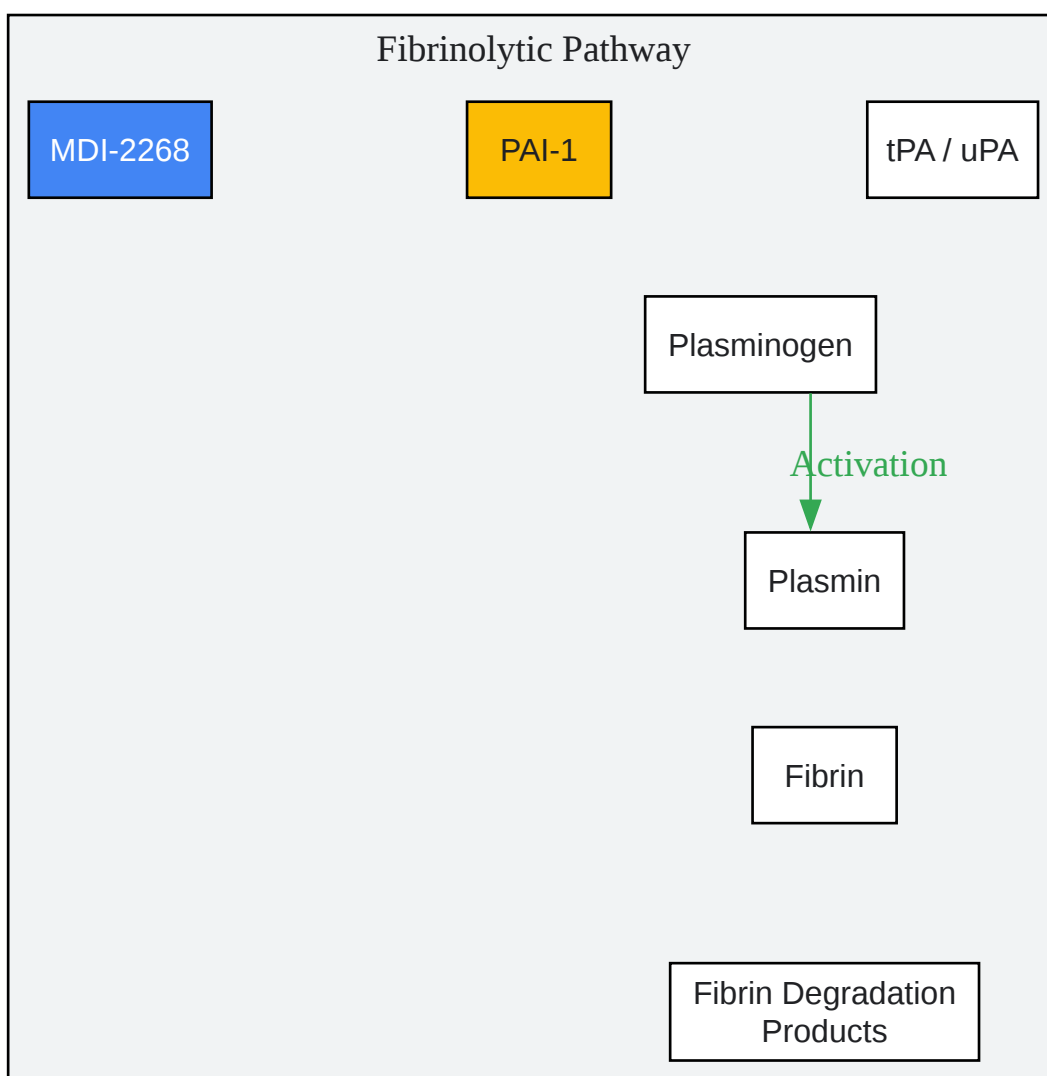 Fibrinolytic Pathway
MDI-2268
PAI-1
tPA / uPA
Plasminogen
Activation
Plasmin
Fibrin
Fibrin Degradation
Products